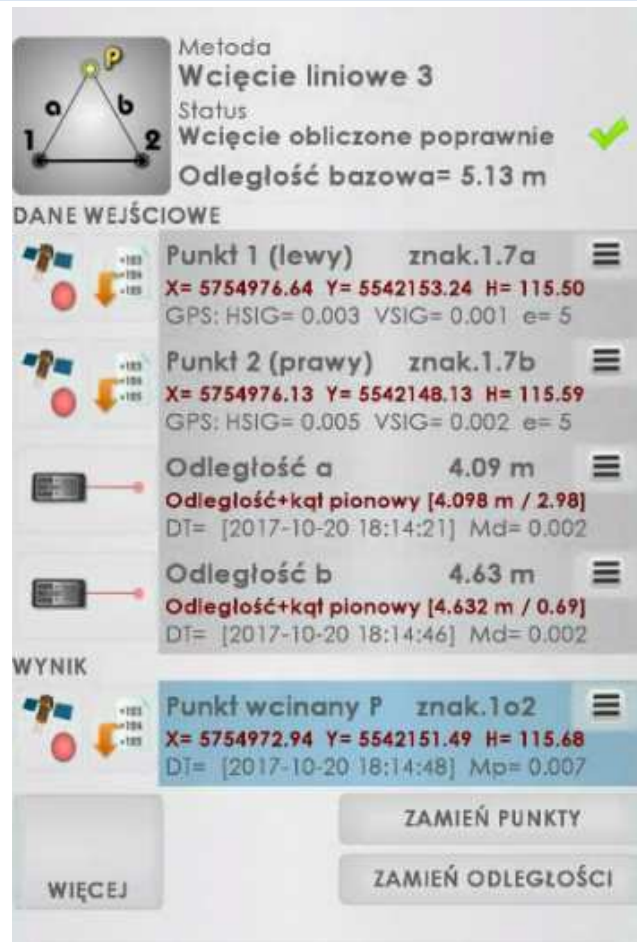 P
a b
1 2
Metoda
Wcięcie liniowe 3
Status
Wcięcie obliczone poprawnie
Odległość bazowa= 5.13 m
DANE WEJŚCIOWE
Punkt 1 (lewy) znak.1.7a
X= 5754976.64 Y= 5542153.24 H= 115.50
GPS: HSIG= 0.003 VSIG= 0.001 e= 5
Punkt 2 (prawy) znak.1.7b
X= 5754976.13 Y= 5542148.13 H= 115.59
GPS: HSIG= 0.005 VSIG= 0.002 e= 5
Odległość a 4.09 m
Odległość+kąt pionowy [4.098 m / 2.98]
DT= [2017-10-20 18:14:21] Md= 0.002
Odległość b 4.63 m
Odległość+kąt pionowy [4.632 m / 0.69]
DT= [2017-10-20 18:14:46] Md= 0.002
WYNIK
Punkt wcinany P znak.1o2
X= 5754972.94 Y= 5542151.49 H= 115.68
DT= [2017-10-20 18:14:48] Mp= 0.007
WIĘCEJ
ZAMIEŃ PUNKTY
ZAMIEŃ ODLEGŁOŚCI